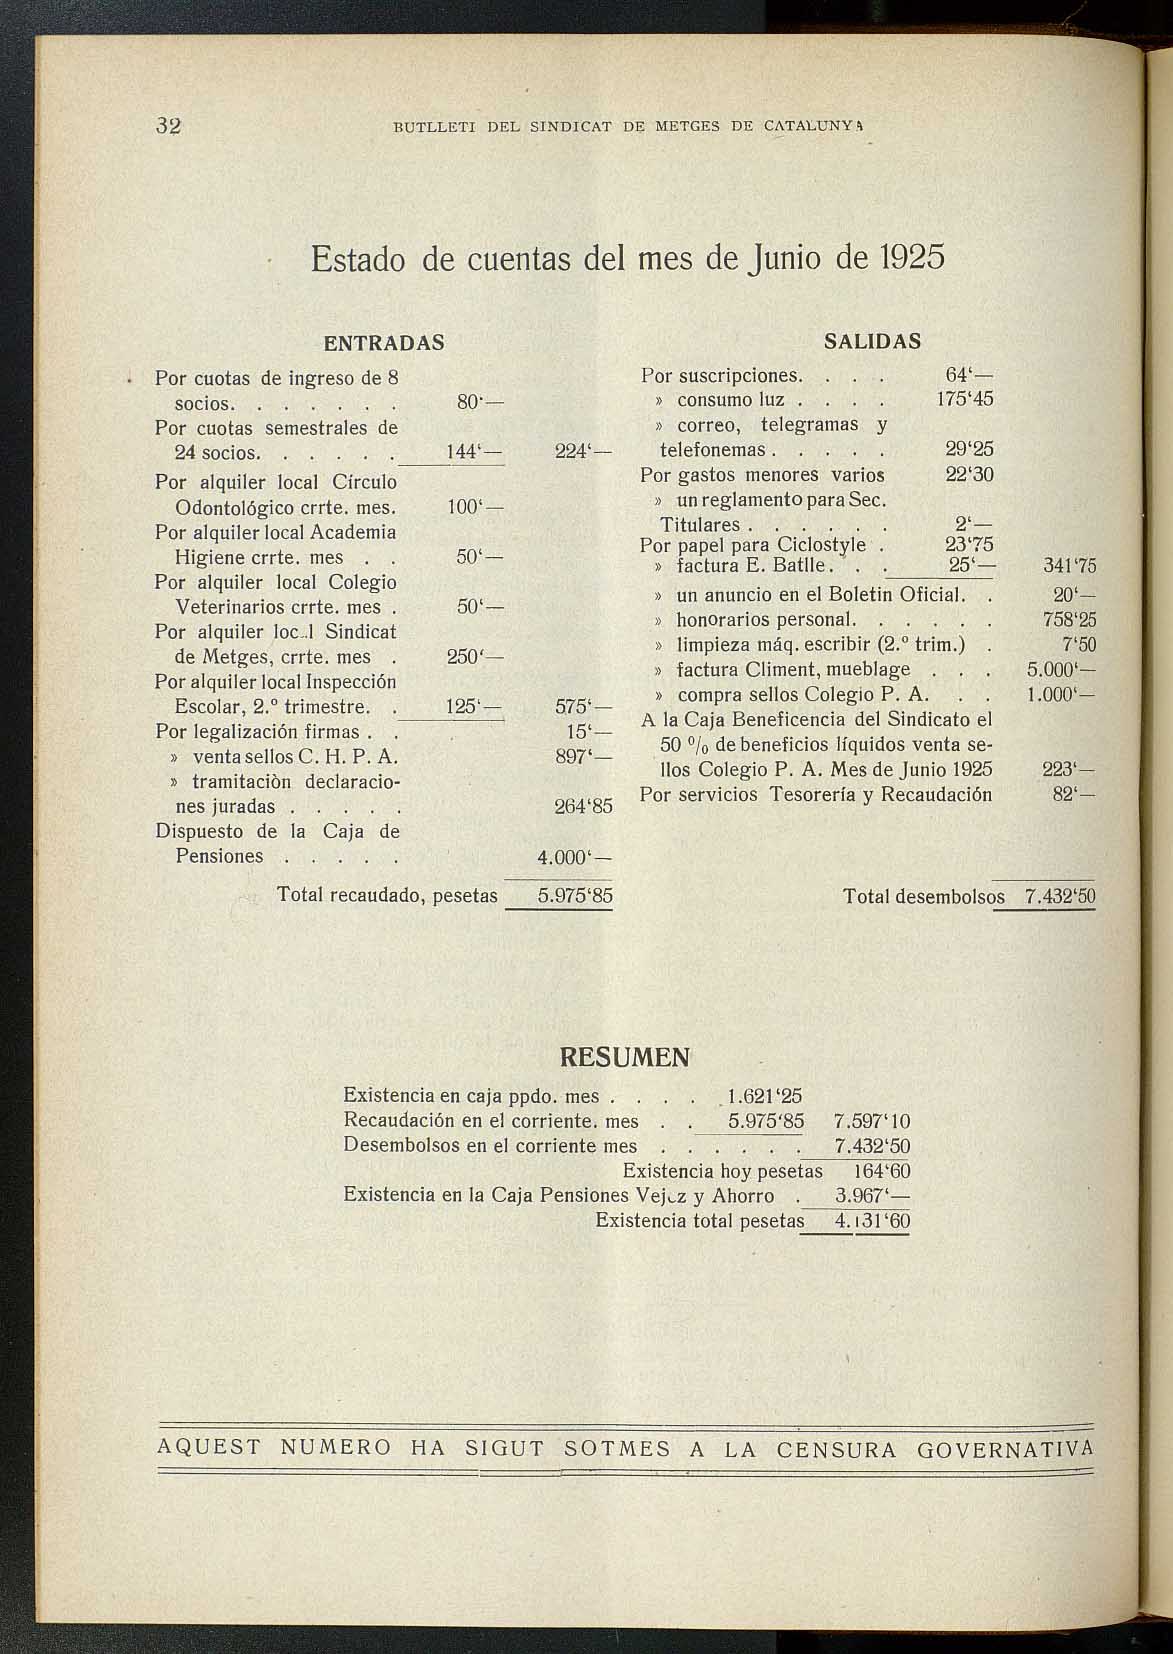 32
BUTLLETI DEL SINDICAT DE METGES DE CATALUNYA
Estado de cuentas del mes de Junio de 1925
ENTRADAS
Por cuotas de ingreso de 8
socios. . . . . . . 80'—
Por cuotas semestrales de
24 socios. . . . . . 144'— 224'—
Por alquiler local Círculo
Odontológico crrte. mes. 100'—
Por alquiler local Academia
Higiene crrte. mes . . 50'—
Por alquiler local Colegio
Veterinarios crrte. mes . 50'—
Por alquiler loc..l Sindicat
de Metges, crrte. mes . 250'—
Por alquiler local Inspección
Escolar, 2.º trimestre. . 125'— 575'—
Por legalización firmas . . 15'—
» venta sellos C. H. P. A. 897'—
» tramitaciòn declaracio-
nes juradas . . . . . 264'85
Dispuesto de la Caja de
Pensiones . . . . . 4.000'—
Total recaudado, pesetas 5.975'85
SALIDAS
Por suscripciones. . . . 64'—
» consumo luz . . . . 175'45
» correo, telegramas y
telefonemas . . . . . 29'25
Por gastos menores varios 22'30
» un reglamento para Sec.
Titulares . . . . . . 2'—
Por papel para Ciclostyle . 23'75
» factura E. Batlle. . . 25'— 341'75
» un anuncio en el Boletin Oficial. . 20'—
» honorarios personal. . . . . . 758'25
» limpieza máq. escribir (2.º trim.) . 7'50
» factura Climent, mueblage . . . 5.000'—
» compra sellos Colegio P. A. . . 1.000'—
A la Caja Beneficencia del Sindicato el
50 % de beneficios líquidos venta se-
llos Colegio P. A. Mes de Junio 1925 223'—
Por servicios Tesorería y Recaudación 82'—
Total desembolsos 7.432'50
RESUMEN
Existencia en caja ppdo. mes . . . . . 1.621'25
Recaudación en el corriente. mes . . 5.975'85 7.597'10
Desembolsos en el corriente mes . . . . . . 7.432'50
Existencia hoy pesetas 164'60
Existencia en la Caja Pensiones Vejez y Ahorro . 3.967'—
Existencia total pesetas 4.131'60
AQUEST NUMERO HA SIGUT SOTMES A LA CENSURA GOVERNATIVA